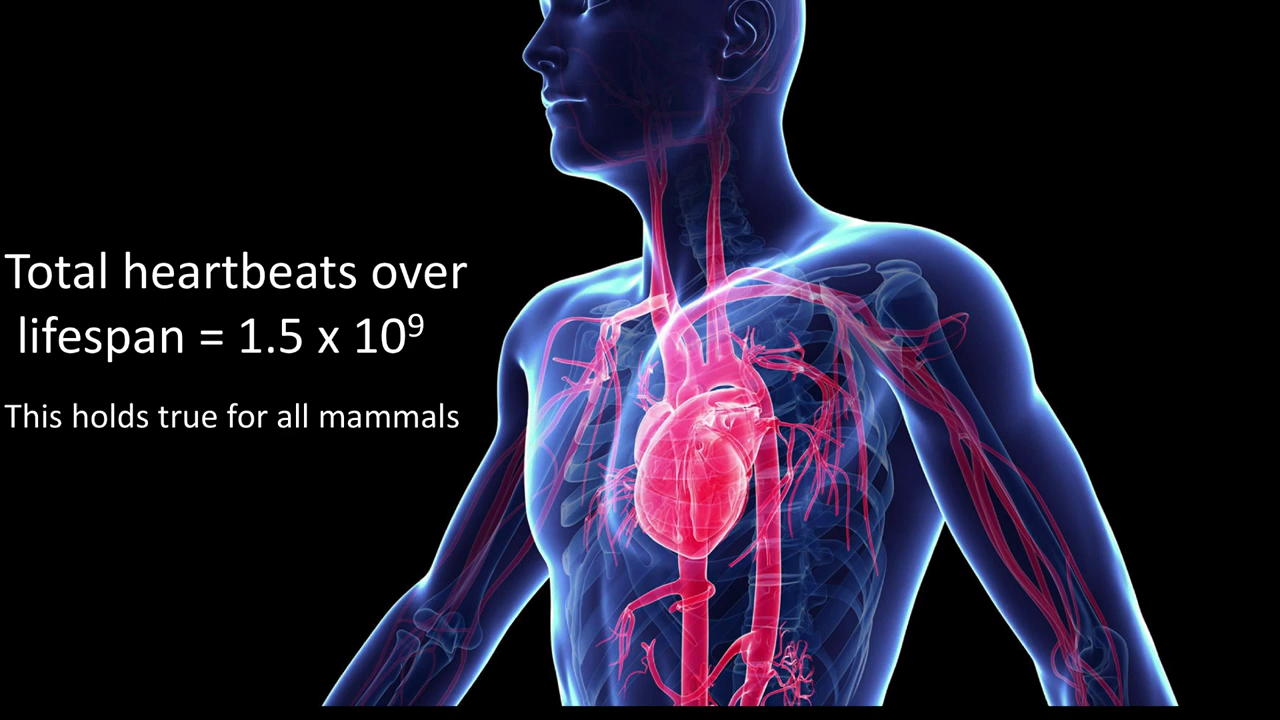 Total heartbeats over
lifespan = 1.5 x 10⁹
This holds true for all mammals